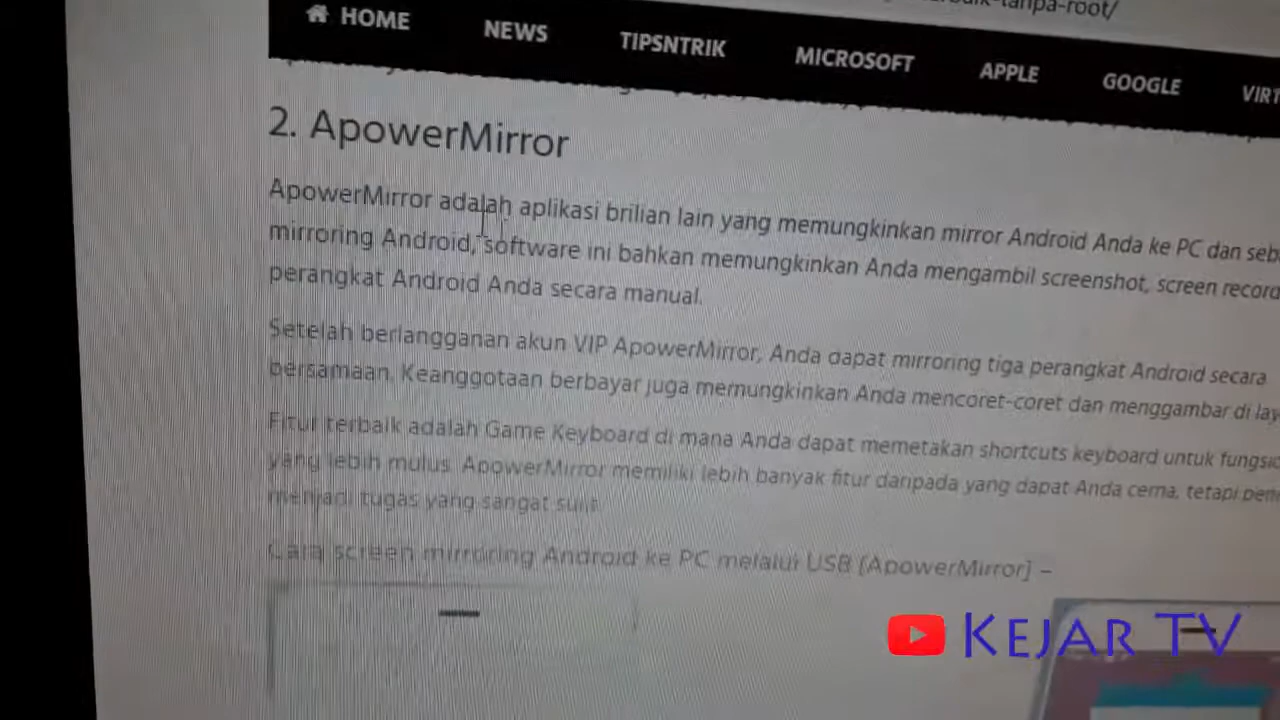 -tanpa-root/
HOME NEWS TIPSNTRIK MICROSOFT APPLE GOOGLE
2. ApowerMirror
ApowerMirror adalah aplikasi brilian lain yang memungkinkan mirror Android Anda ke PC dan
mirroring Android, software ini bahkan memungkinkan Anda mengambil screenshot, screen
perangkat Android Anda secara manual.
Setelah berlangganan akun VIP ApowerMirror, Anda dapat mirroring tiga perangkat Android secara
bersamaan. Keanggotaan berbayar juga memungkinkan Anda mencoret-coret dan menggambar di
Fitur terbaik adalah Game Keyboard di mana Anda dapat memetakan shortcuts keyboard untuk
yang lebih mulus. ApowerMirror memiliki lebih banyak fitur daripada yang dapat Anda cerna, tetapi
menjadi tugas yang sangat sulit.
Cara screen mirroring Android ke PC melalui USB [ApowerMirror] –
KEJAR TV